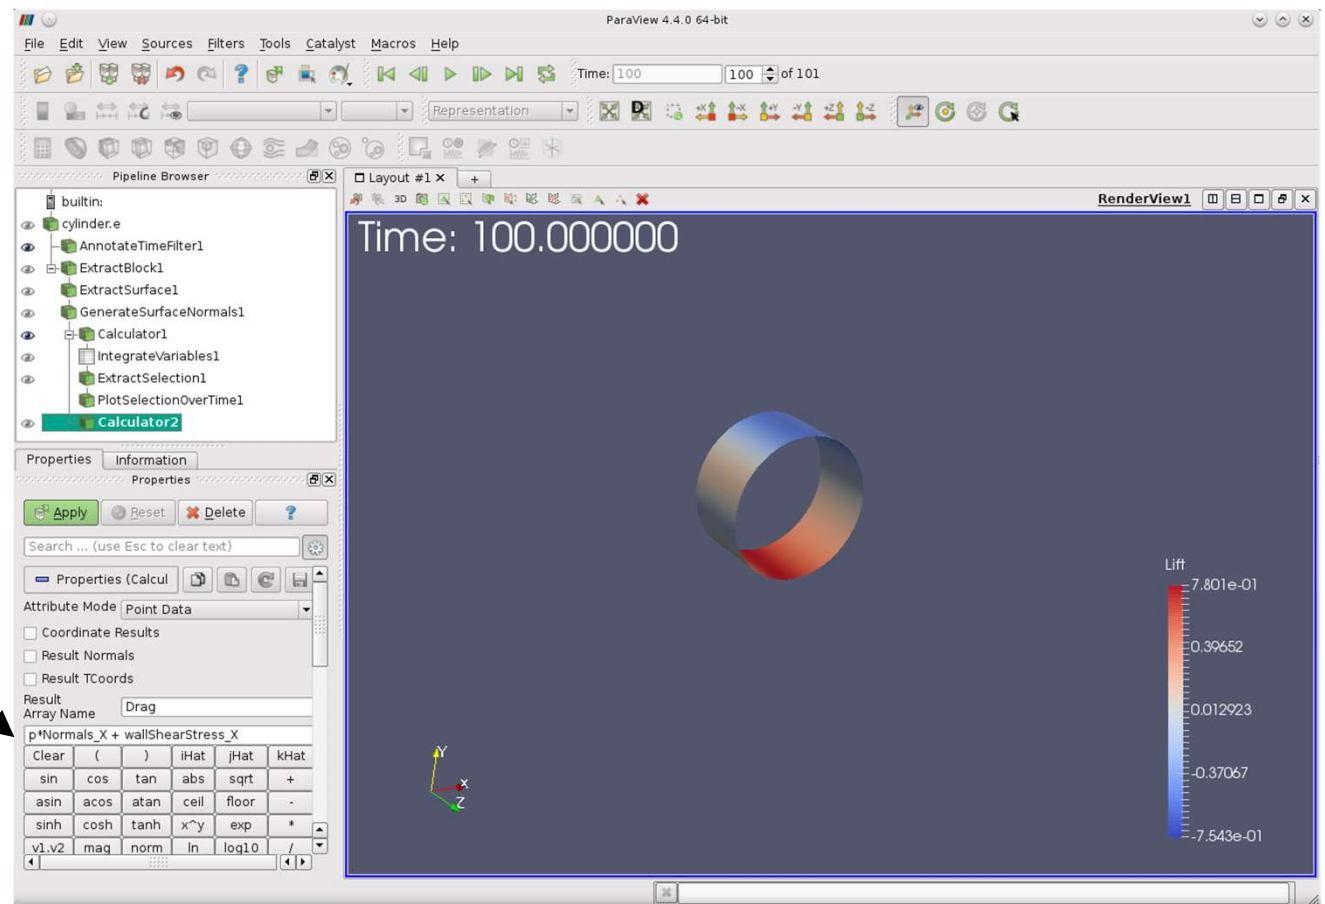 ParaView 4.4.0 64-bit
File Edit View Sources Filters Tools Catalyst Macros Help
Time: 100 100 of 101
Representation
Pipeline Browser
builtin:
cylinder.e
AnnotateTimeFilter1
ExtractBlock1
ExtractSurface1
GenerateSurfaceNormals1
Calculator1
IntegrateVariables1
ExtractSelection1
PlotSelectionOverTime1
Calculator2
Properties Information
Properties
Apply Reset Delete ?
Search ... (use Esc to clear text)
Properties (Calcul
Attribute Mode Point Data
Coordinate Results
Result Normals
Result TCoords
Result
Array Name Drag
p*Normals_X + wallShearStress_X
Clear ( ) iHat jHat kHat
sin cos tan abs sqrt +
asin acos atan ceil floor -
sinh cosh tanh x^y exp *
v1.v2 mag norm ln log10 /
Layout #1 +
3D
RenderView1
Time: 100.000000
Lift
7.801e-01
0.39652
0.012923
-0.37067
-7.543e-01
Y
X
Z